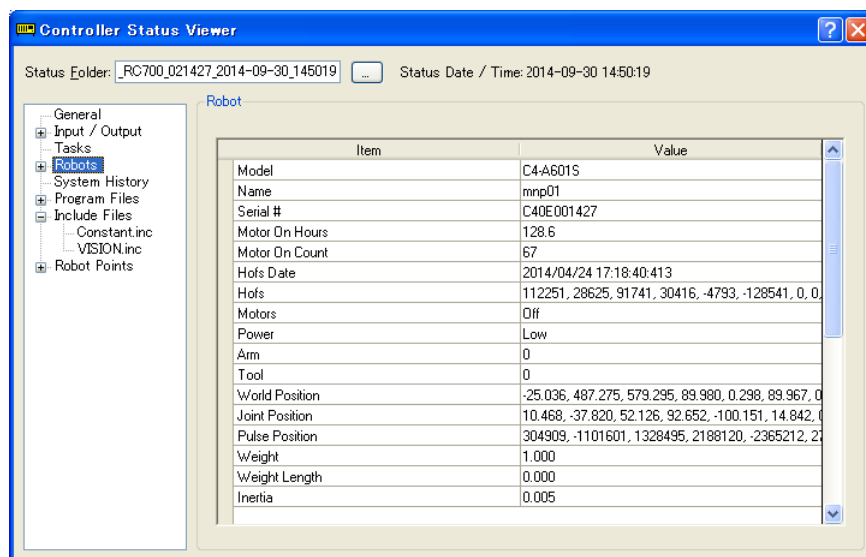 Controller Status Viewer
Status Folder: _RC700_021427_2014-09-30_145019 ... Status Date / Time: 2014-09-30 14:50:19
General
Input / Output
Tasks
Robots
System History
Program Files
Include Files
Constant.inc
VISION.inc
Robot Points
Robot
Item Value
Model C4-A601S
Name mnp01
Serial # C40E001427
Motor On Hours 128.6
Motor On Count 67
Hofs Date 2014/04/24 17:18:40:413
Hofs 112251, 28625, 91741, 30416, -4793, -128541, 0, 0,
Motors Off
Power Low
Arm 0
Tool 0
World Position -25.036, 487.275, 579.295, 89.980, 0.298, 89.967, 0
Joint Position 10.468, -37.820, 52.126, 92.652, -100.151, 14.842,
Pulse Position 304909, -1101601, 1328495, 2188120, -2365212, 27
Weight 1.000
Weight Length 0.000
Inertia 0.005